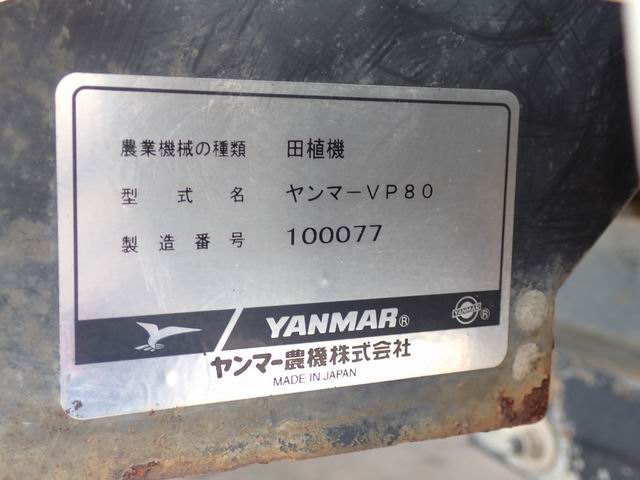 農業機械の種類 田植機
型式名 ヤンマーVP80
製造番号 100077
YANMAR® YANMAR ®
ヤンマー農機株式会社
MADE IN JAPAN